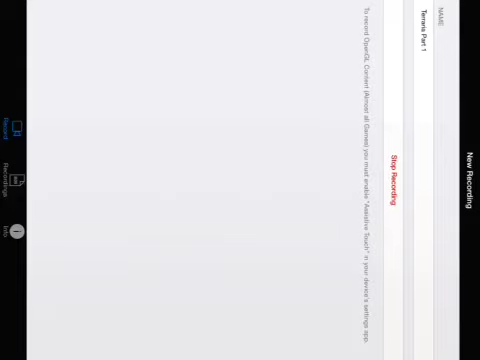 New Recording
NAME
Terraria Part 1
Stop Recording
To record OpenGL Content (Almost all Games) you must enable "Assistive Touch" in your device's settings app.
Record
Recordings
Info